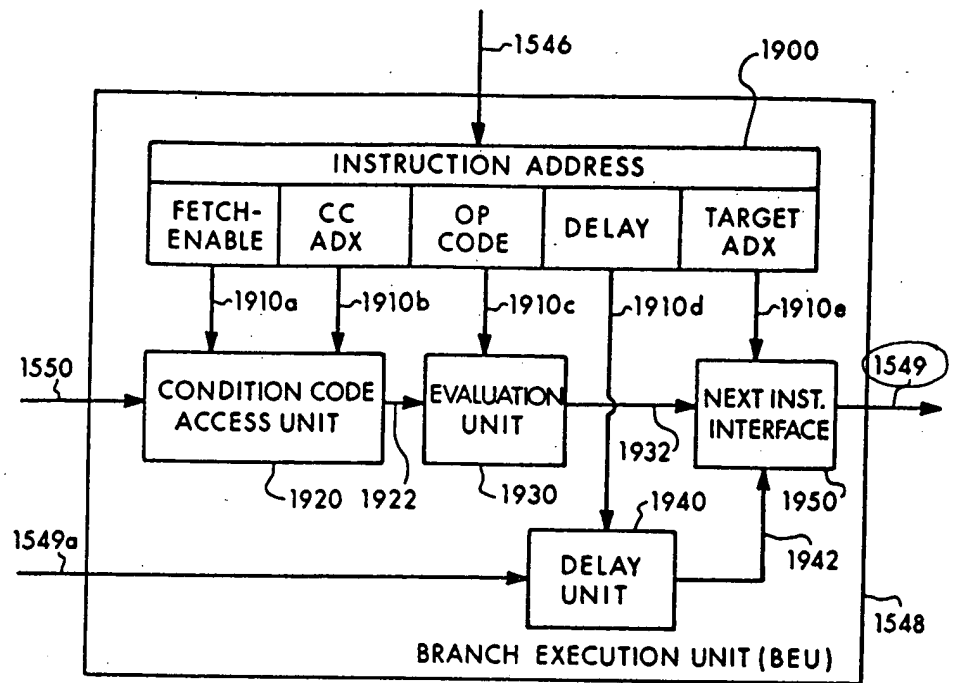 1546
1900
INSTRUCTION ADDRESS
FETCH-
ENABLE
CC
ADX
OP
CODE
DELAY
TARGET
ADX
1910a
1910b
1910c
1910d
1910e
1550
CONDITION CODE
ACCESS UNIT
EVALUATION
UNIT
NEXT INST.
INTERFACE
1549
1920
1922
1930
1932
1940
1950
1549a
DELAY
UNIT
1942
1548
BRANCH EXECUTION UNIT (BEU)